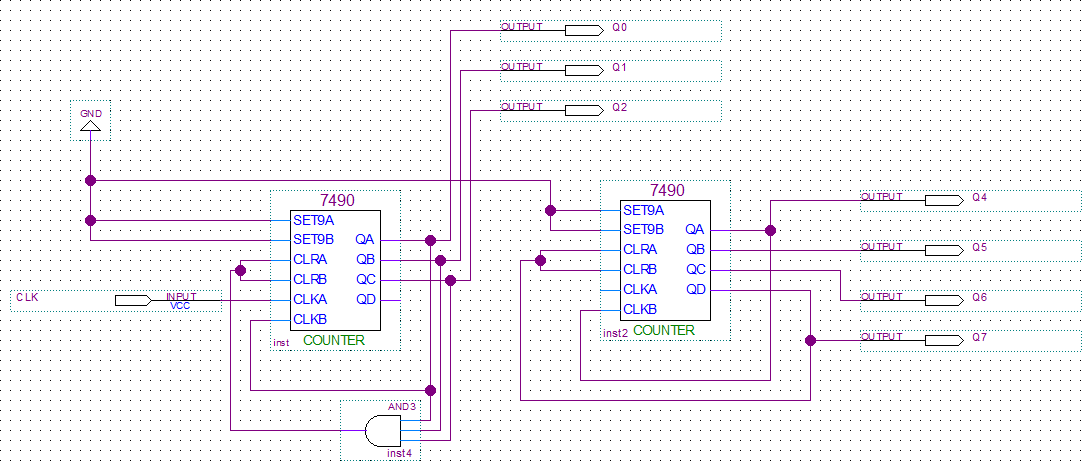 OUTPUT Q0
OUTPUT Q1
OUTPUT Q2
GND
7490
SET9A
SET9B QA
CLRA QB
CLRB QC
CLKA QD
CLKB
inst COUNTER
7490
SET9A
SET9B QA
CLRA QB
CLRB QC
CLKA QD
CLKB
inst2 COUNTER
OUTPUT Q4
OUTPUT Q5
OUTPUT Q6
OUTPUT Q7
CLK INPUT
VCC
AND3
inst4